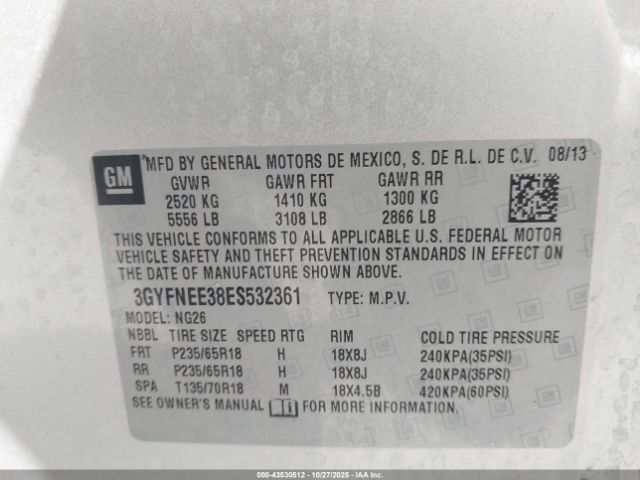 GM
*MFD BY GENERAL MOTORS DE MEXICO, S. DE R.L. DE C.V. 08/13
GVWR GAWR FRT GAWR RR
2520 KG 1410 KG 1300 KG
5556 LB 3108 LB 2866 LB
THIS VEHICLE CONFORMS TO ALL APPLICABLE U.S. FEDERAL MOTOR
VEHICLE SAFETY AND THEFT PREVENTION STANDARDS IN EFFECT ON
THE DATE OF MANUFACTURE SHOWN ABOVE.
3GYFNEE38ES532361 TYPE: M.P.V.
MODEL: NG26
NBBL TIRE SIZE SPEED RTG RIM COLD TIRE PRESSURE
FRT P235/65R18 H 18X8J 240KPA(35PSI)
RR P235/65R18 H 18X8J 240KPA(35PSI)
SPA T135/70R18 M 18X4.5B 420KPA(60PSI)
SEE OWNER'S MANUAL FOR MORE INFORMATION.
000-43530512 - 10/27/2025 - IAA Inc.